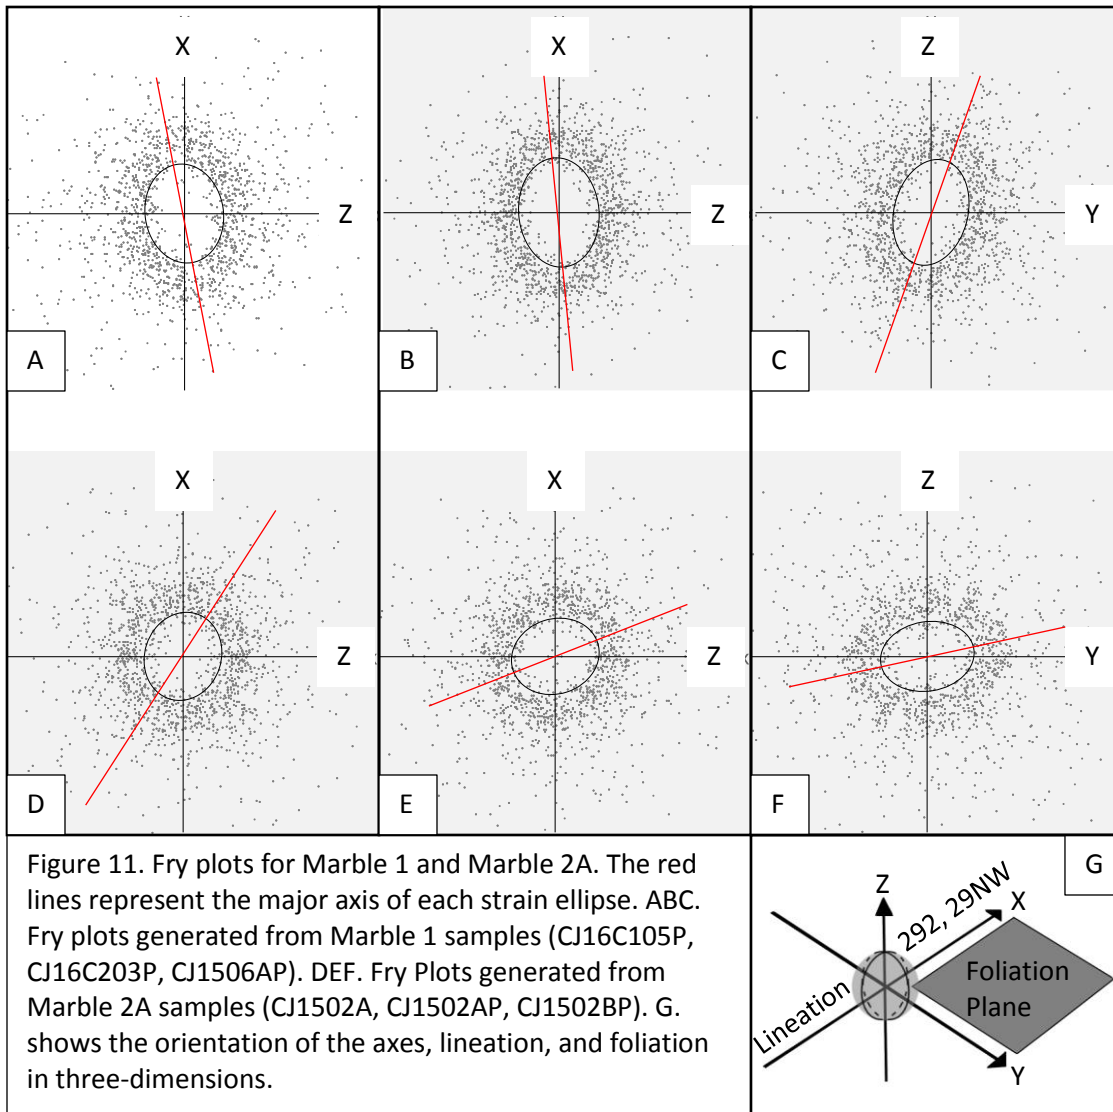 X
Z
A
X
Z
B
Z
Y
C
X
Z
D
X
Z
E
Z
Y
F
Figure 11. Fry plots for Marble 1 and Marble 2A. The red
lines represent the major axis of each strain ellipse. ABC.
Fry plots generated from Marble 1 samples (CJ16C105P,
CJ16C203P, CJ1506AP). DEF. Fry Plots generated from
Marble 2A samples (CJ1502A, CJ1502AP, CJ1502BP). G.
shows the orientation of the axes, lineation, and foliation
in three-dimensions.
G
Z
292, 29NW
X
Foliation
Plane
Lineation
Y